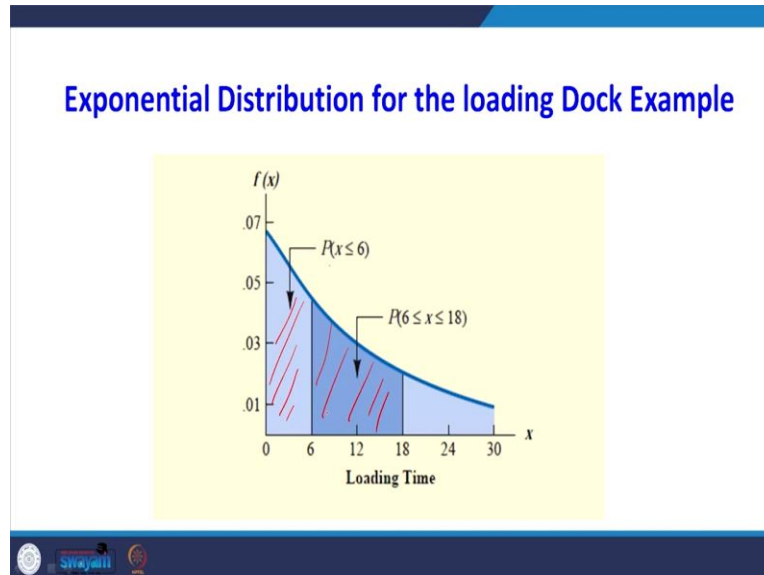 Exponential Distribution for the loading Dock Example
f (x)
.07
P(x ≤ 6)
.05
P(6 ≤ x ≤ 18)
.03
.01
0 6 12 18 24 30 x
Loading Time
swayam